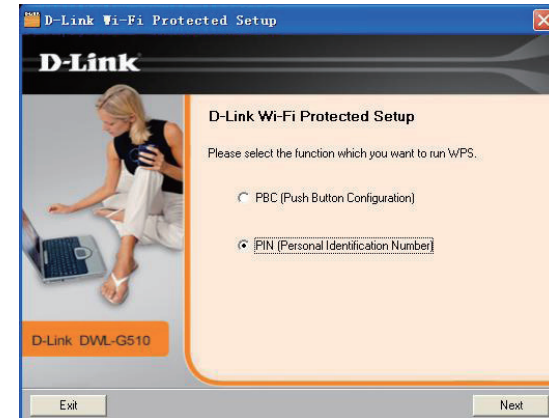 D-Link Wi-Fi Protected Setup
D-Link
D-Link Wi-Fi Protected Setup
Please select the function which you want to run WPS.
PBC (Push Button Configuration)
PIN (Personal Identification Number)
D-Link DWL-G510
Exit
Next